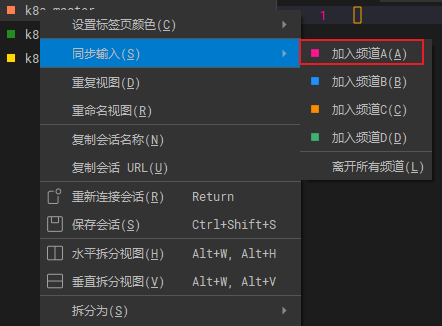 k8s master
1
设置标签页颜色(C)
k8
同步输入(S)
加入频道A(A)
k8
重复视图(D)
加入频道B(B)
重命名视图(R)
加入频道C(C)
复制会话名称(N)
加入频道D(D)
复制会话 URL(U)
离开所有频道(L)
重新连接会话(R) Return
保存会话(S) Ctrl+Shift+S
水平拆分视图(H) Alt+W, Alt+H
垂直拆分视图(V) Alt+W, Alt+V
拆分为(S)